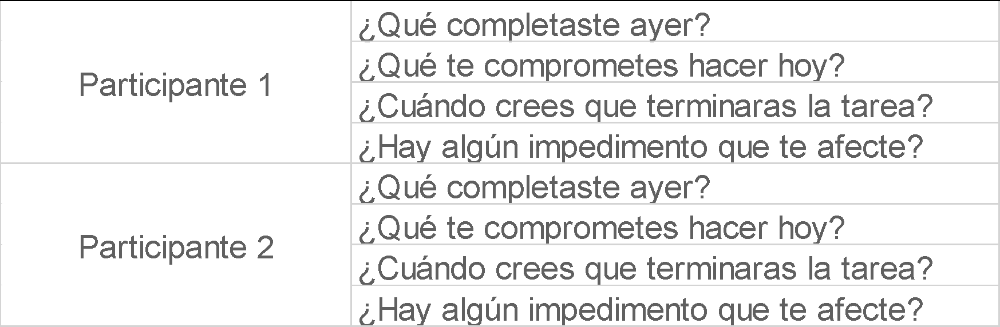 Participante 1
¿Qué completaste ayer?
¿Qué te comprometes hacer hoy?
¿Cuándo crees que terminaras la tarea?
¿Hay algún impedimento que te afecte?
Participante 2
¿Qué completaste ayer?
¿Qué te comprometes hacer hoy?
¿Cuándo crees que terminaras la tarea?
¿Hay algún impedimento que te afecte?